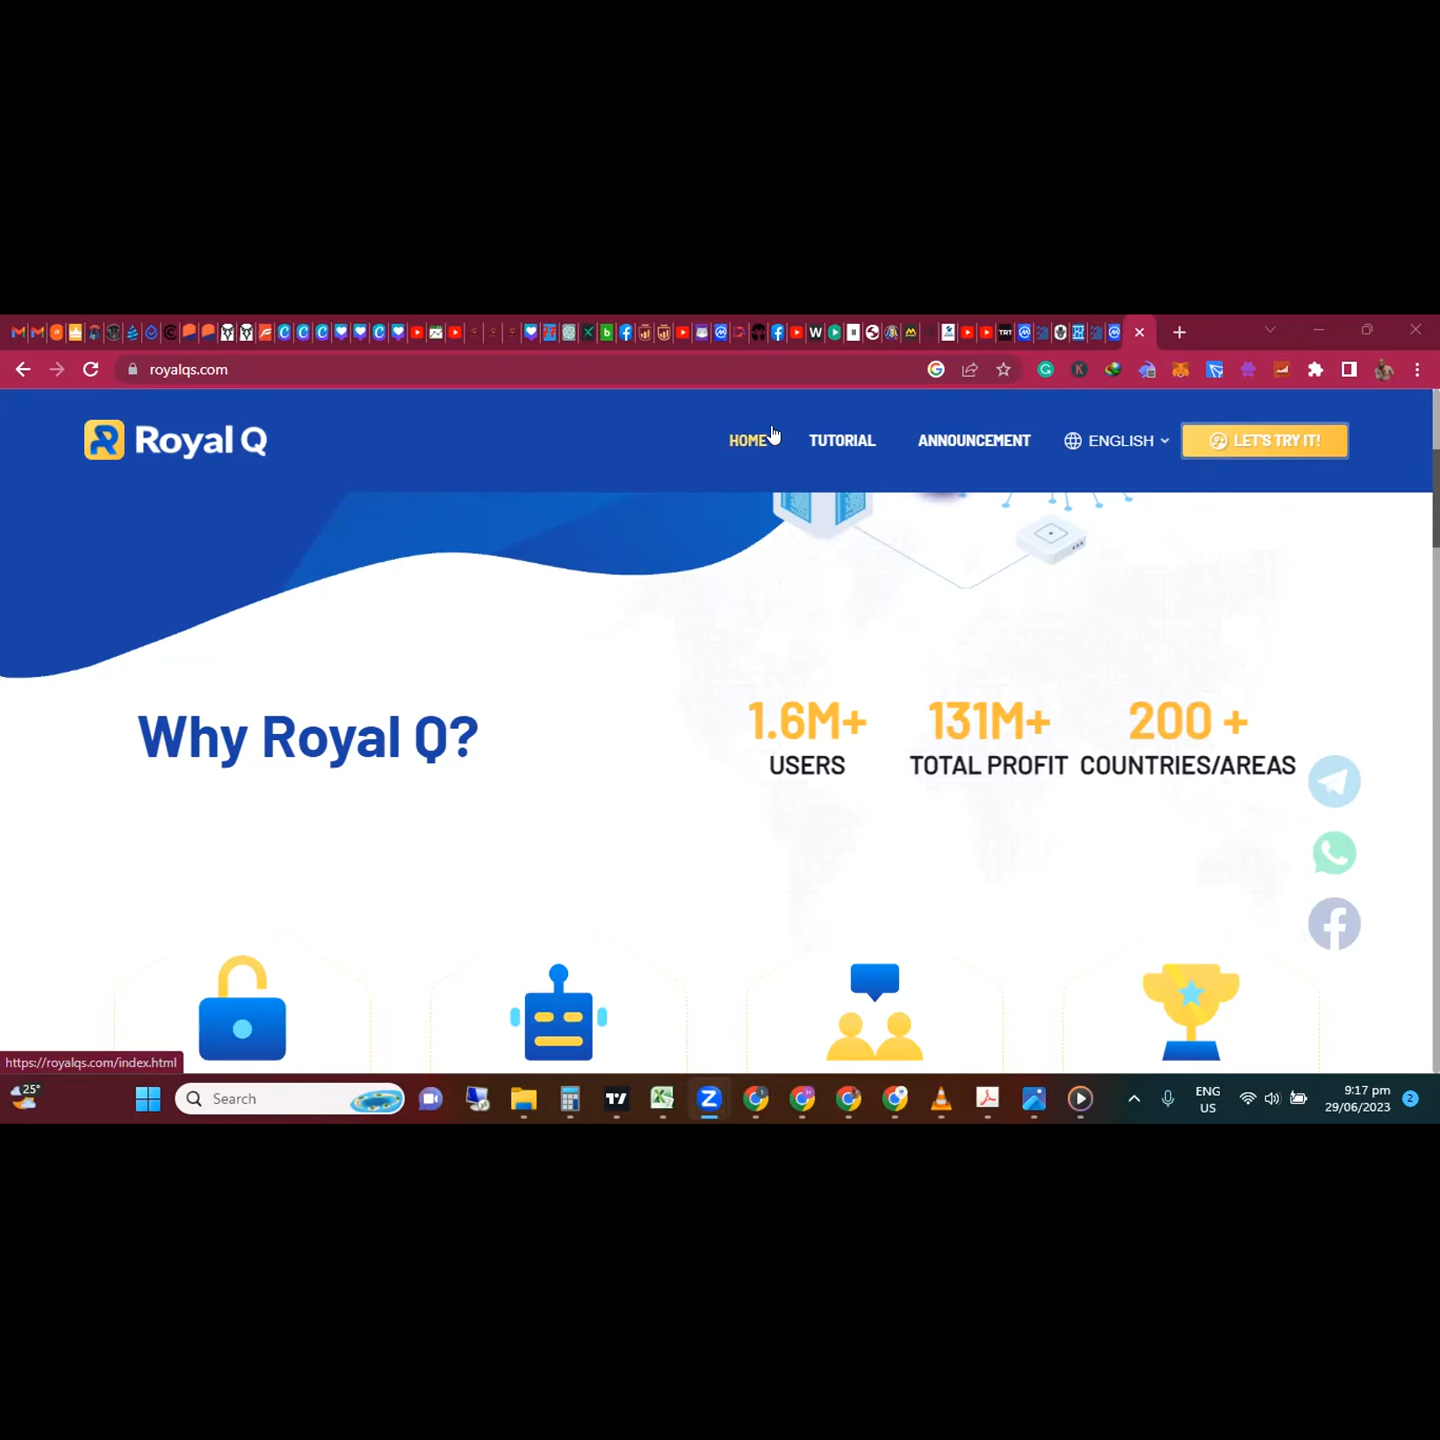 royalqs.com
Royal Q
HOME
TUTORIAL
ANNOUNCEMENT
ENGLISH
LET'S TRY IT!
Why Royal Q?
1.6M+
USERS
131M+
TOTAL PROFIT
200 +
COUNTRIES/AREAS
https://royalqs.com/index.html
25°
Search
ENG
US
9:17 pm
29/06/2023
2